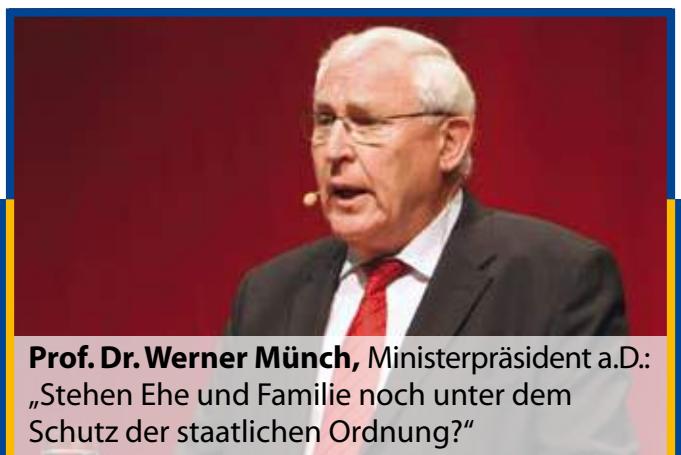 Prof. Dr. Werner Münch, Ministerpräsident a.D.:
„Stehen Ehe und Familie noch unter dem
Schutz der staatlichen Ordnung?“